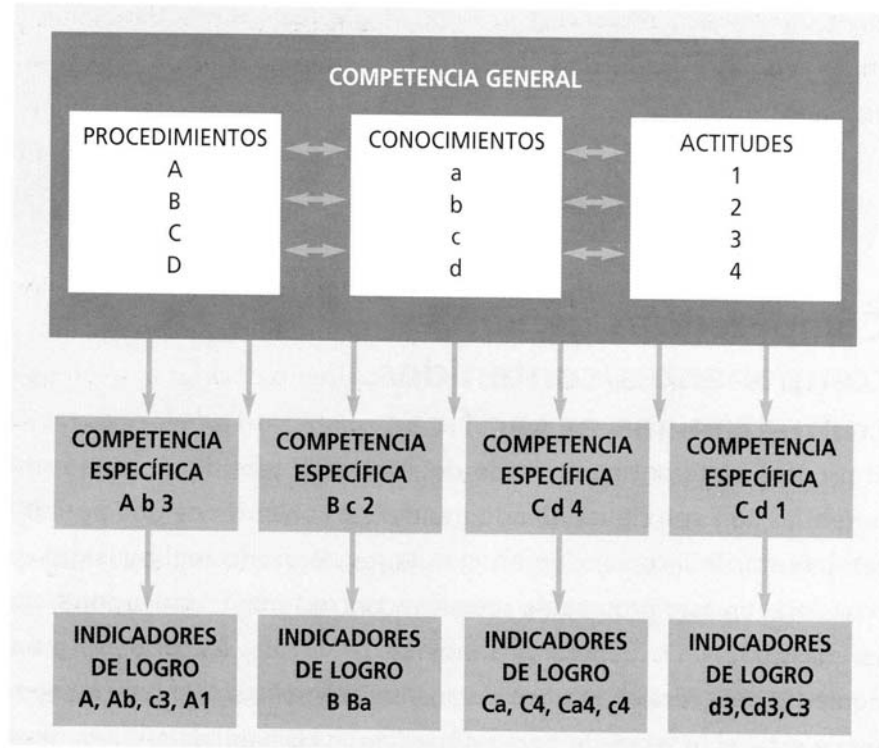 COMPETENCIA GENERAL
PROCEDIMIENTOS
A
B
C
D
CONOCIMIENTOS
a
b
c
d
ACTITUDES
1
2
3
4
COMPETENCIA
ESPECÍFICA
A b 3
COMPETENCIA
ESPECÍFICA
B c 2
COMPETENCIA
ESPECÍFICA
C d 4
COMPETENCIA
ESPECÍFICA
C d 1
INDICADORES
DE LOGRO
A, Ab, c3, A1
INDICADORES
DE LOGRO
B Ba
INDICADORES
DE LOGRO
Ca, C4, Ca4, c4
INDICADORES
DE LOGRO
d3,Cd3,C3